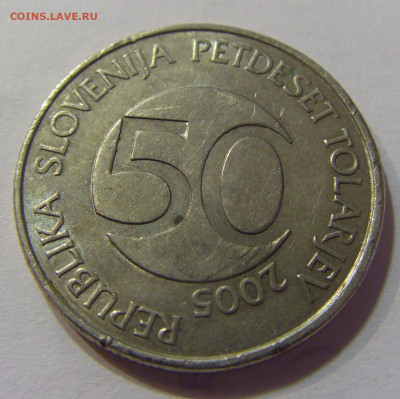 COINS.LAVE.RU
REPUBLIKA SLOVENIJA PETDESET TOLARJEV 2005
50